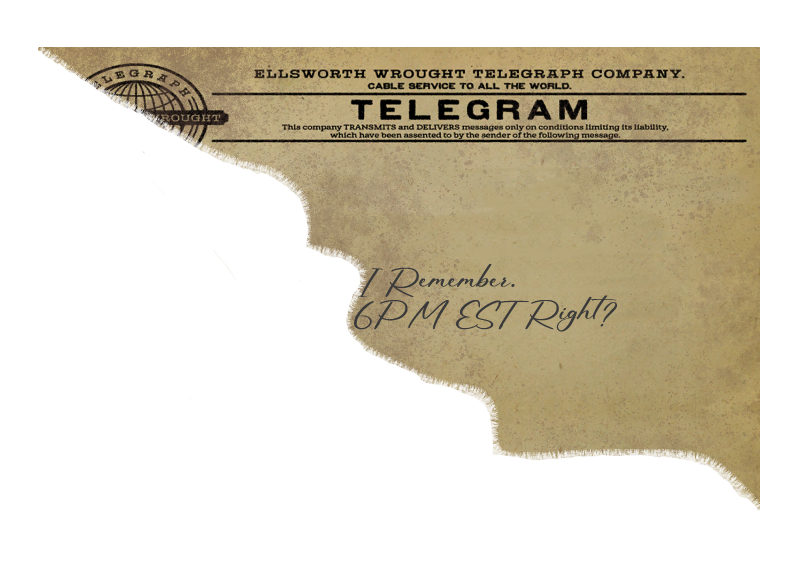 TELEGRAPH
WROUGHT
ELLSWORTH WROUGHT TELEGRAPH COMPANY.
CABLE SERVICE TO ALL THE WORLD.
TELEGRAM
This company TRANSMITS and DELIVERS messages only on conditions limiting its liability,
which have been assented to by the sender of the following message.
I Remember.
6PM EST Right?